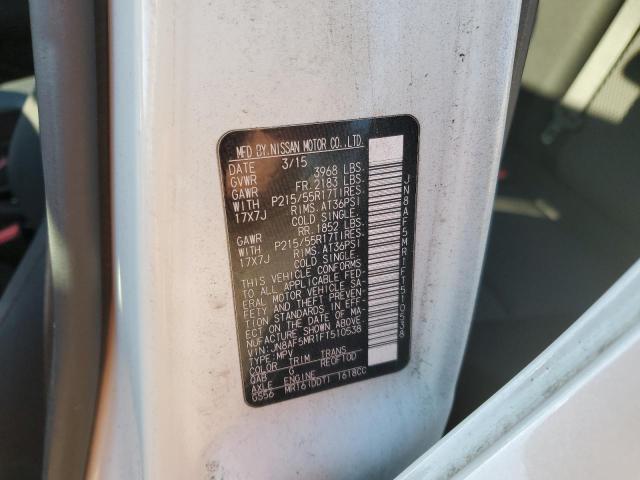 MFD BY.NISSAN MOTOR CO.,LTD.
DATE 3/15
GVWR 3968 LBS.
GAWR FR. 2183 LBS.
WITH P215/55R17TIRES.
17X7J RIMS. AT36PSI
COLD SINGLE.
GAWR RR. 1852 LBS.
WITH P215/55R17TIRES.
17X7J RIMS. AT36PSI
COLD SINGLE.
THIS VEHICLE CONFORMS
TO ALL APPLICABLE FED-
ERAL MOTOR VEHICLE SA-
FETY AND THEFT PREVEN-
TION STANDARDS IN EFF-
ECT ON THE DATE OF MA-
NUFACTURE SHOWN ABOVE.
VIN:JN8AF5MR1FT510538
TYPE:MPV
COLOR TRIM TRANS
QAB G RE0F10D
AXLE ENGINE
GS56 MR16(DDT) 1618CC
JN8AF5MR1FT510538